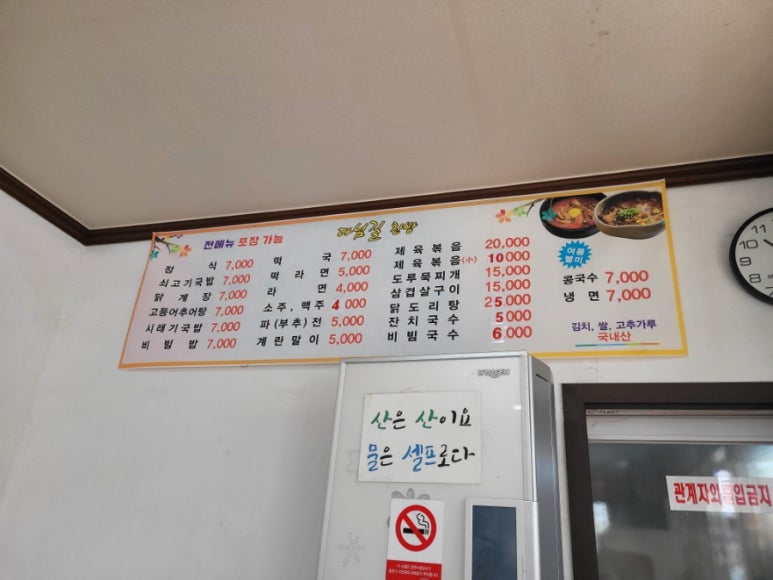 전메뉴 포장 가능
정 식 7,000
쇠고기국밥 7,000
닭 계 장 7,000
고등어추어탕 7,000
시래기국밥 7,000
비 빔 밥 7,000
떡 국 7,000
떡 라 면 5,000
라 면 4,000
소주, 맥주 4,000
파(부추)전 5,000
계란말이 5,000
제육볶음 20,000
제육볶음(小) 10000
도루묵찌개 15,000
삼겹살구이 15,000
닭도리탕 25,000
잔치국수 5000
비빔국수 6000
여름
별미
콩국수 7,000
냉 면 7,000
김치, 쌀, 고추가루
국내산
산은 산이요
물은 셀프로다
관계자외출입금지